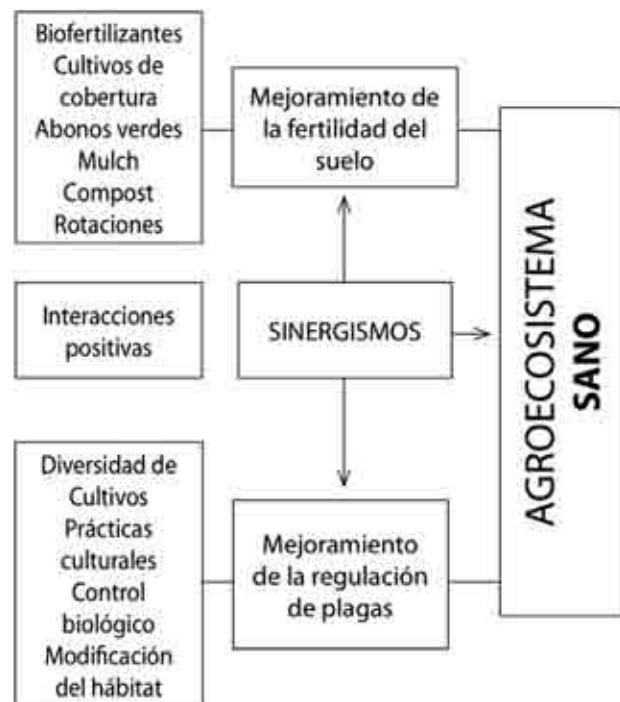 Biofertilizantes
Cultivos de
cobertura
Abonos verdes
Mulch
Compost
Rotaciones
Mejoramiento de
la fertilidad del
suelo
Interacciones
positivas
SINERGISMOS
Diversidad de
Cultivos
Prácticas
culturales
Control
biológico
Modificación
del hábitat
Mejoramiento
de la regulación
de plagas
AGROECOSISTEMA
SANO